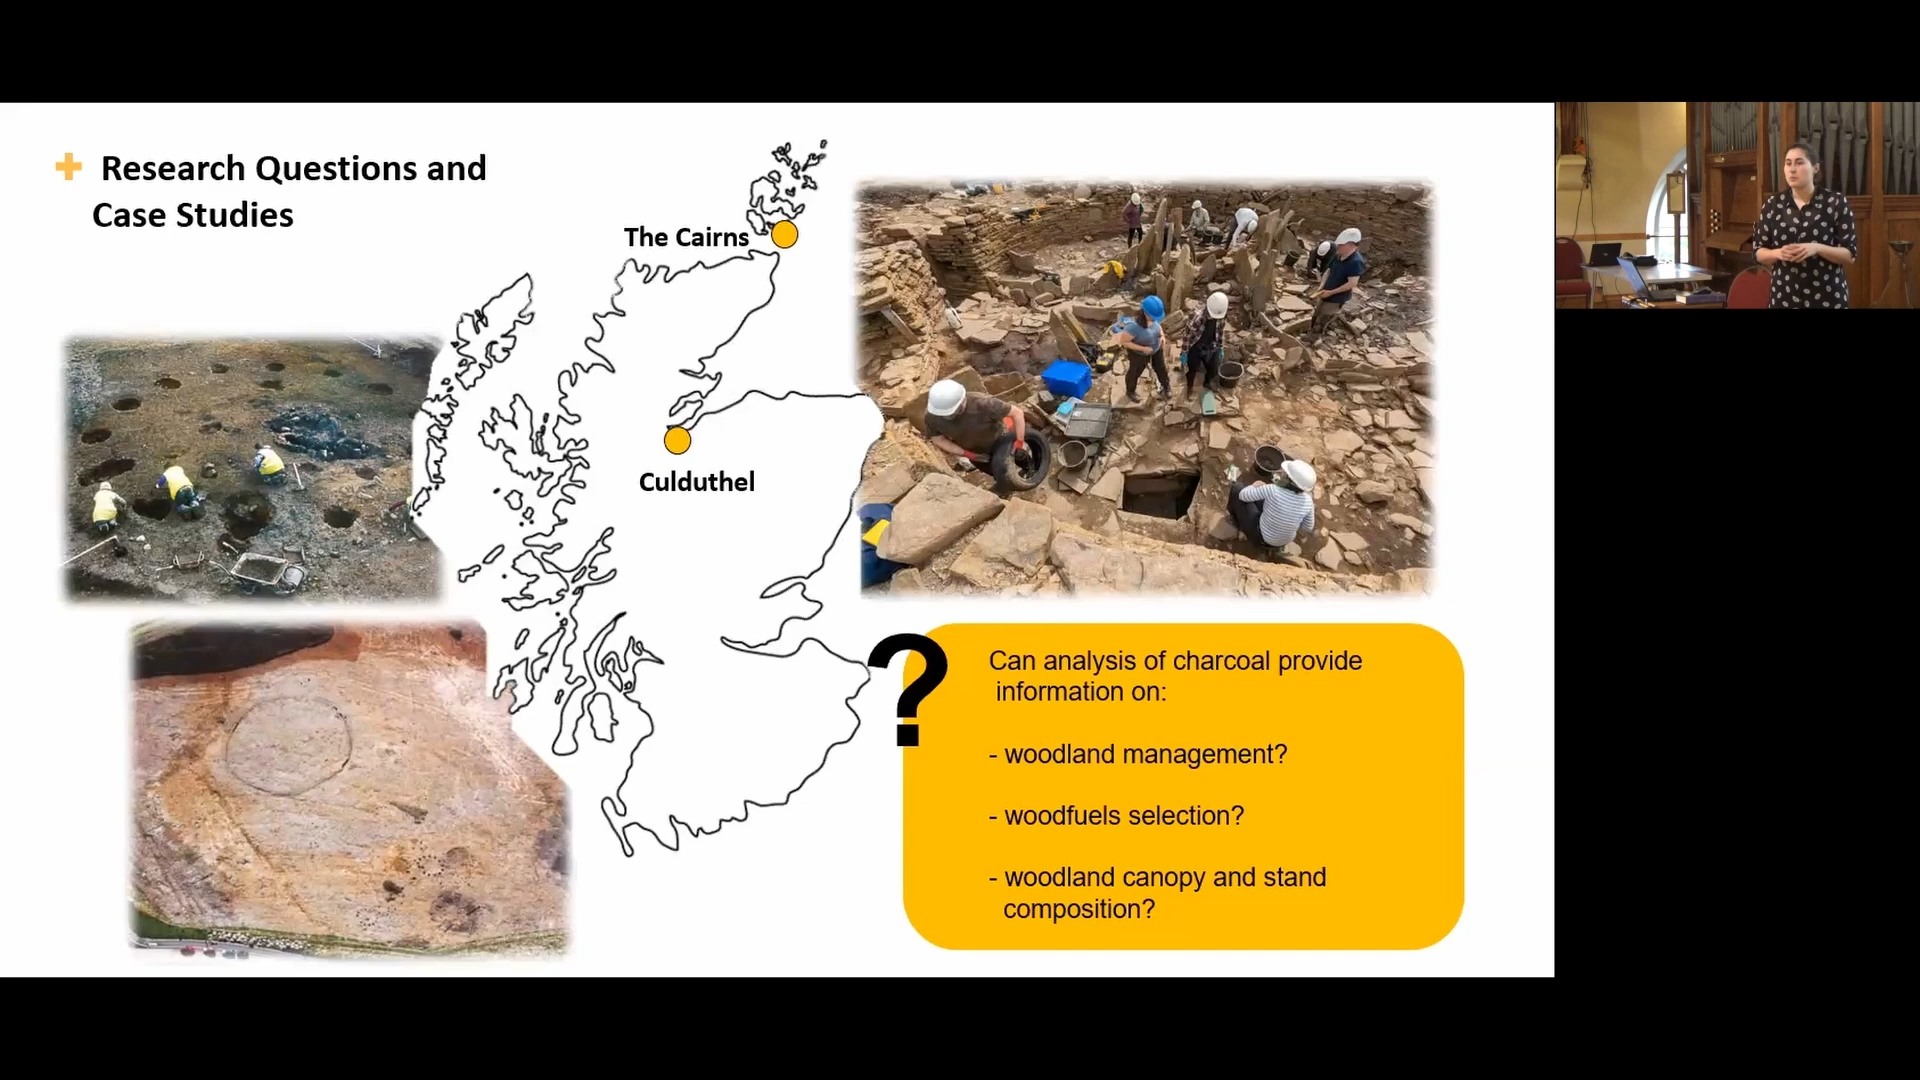 + Research Questions and
Case Studies
The Cairns
Culduthel
?
Can analysis of charcoal provide
information on:
- woodland management?
- woodfuels selection?
- woodland canopy and stand
composition?